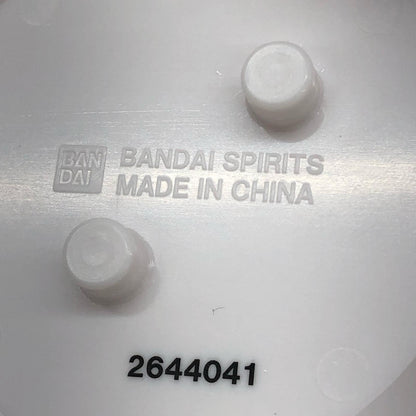 BAN
DAI
BANDAI SPIRITS
MADE IN CHINA
2644041